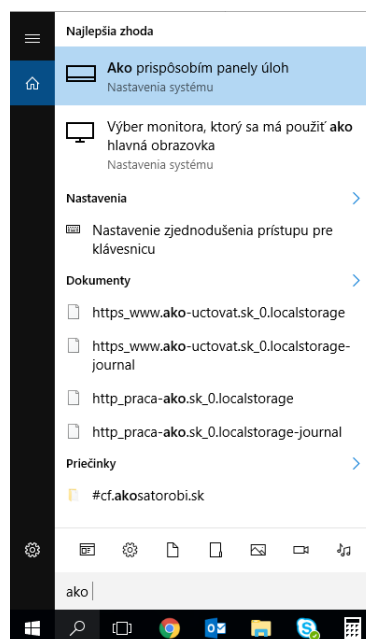 Najlepšia zhoda
Ako prispôsobím panely úloh
Nastavenia systému
Výber monitora, ktorý sa má použiť ako
hlavná obrazovka
Nastavenia systému
Nastavenia
Nastavenie zjednodušenia prístupu pre
klávesnicu
Dokumenty
https_www.ako-uctovat.sk_0.localstorage
https_www.ako-uctovat.sk_0.localstorage-
journal
http_praca-ako.sk_0.localstorage
http_praca-ako.sk_0.localstorage-journal
Priečinky
#cf.akosatorobi.sk
ako